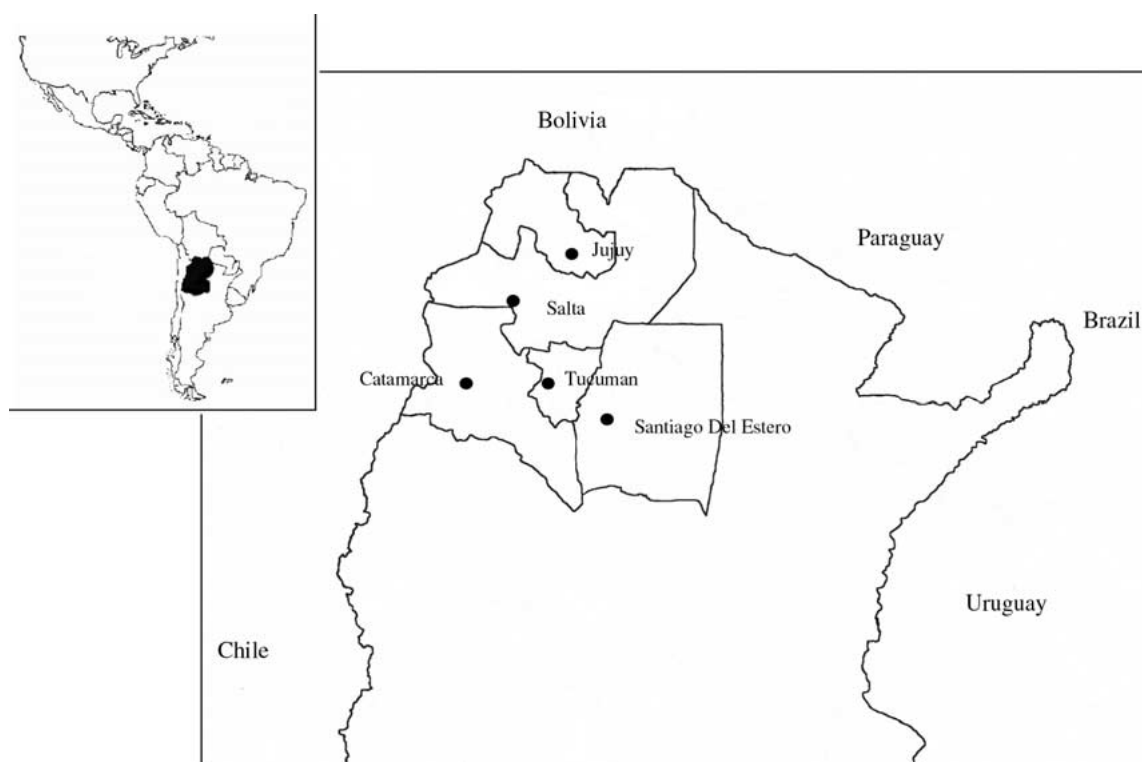 Bolivia
Paraguay
Jujuy
Salta
Brazil
Catamarca
Tucuman
Santiago Del Estero
Uruguay
Chile